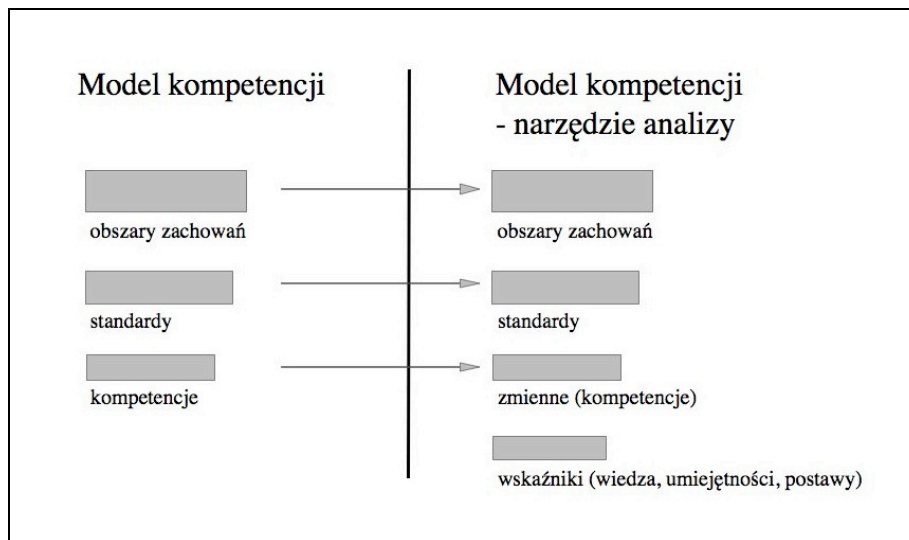 Model kompetencji
obszary zachowań
standardy
kompetencje
Model kompetencji
- narzędzie analizy
obszary zachowań
standardy
zmienne (kompetencje)
wskaźniki (wiedza, umiejętności, postawy)